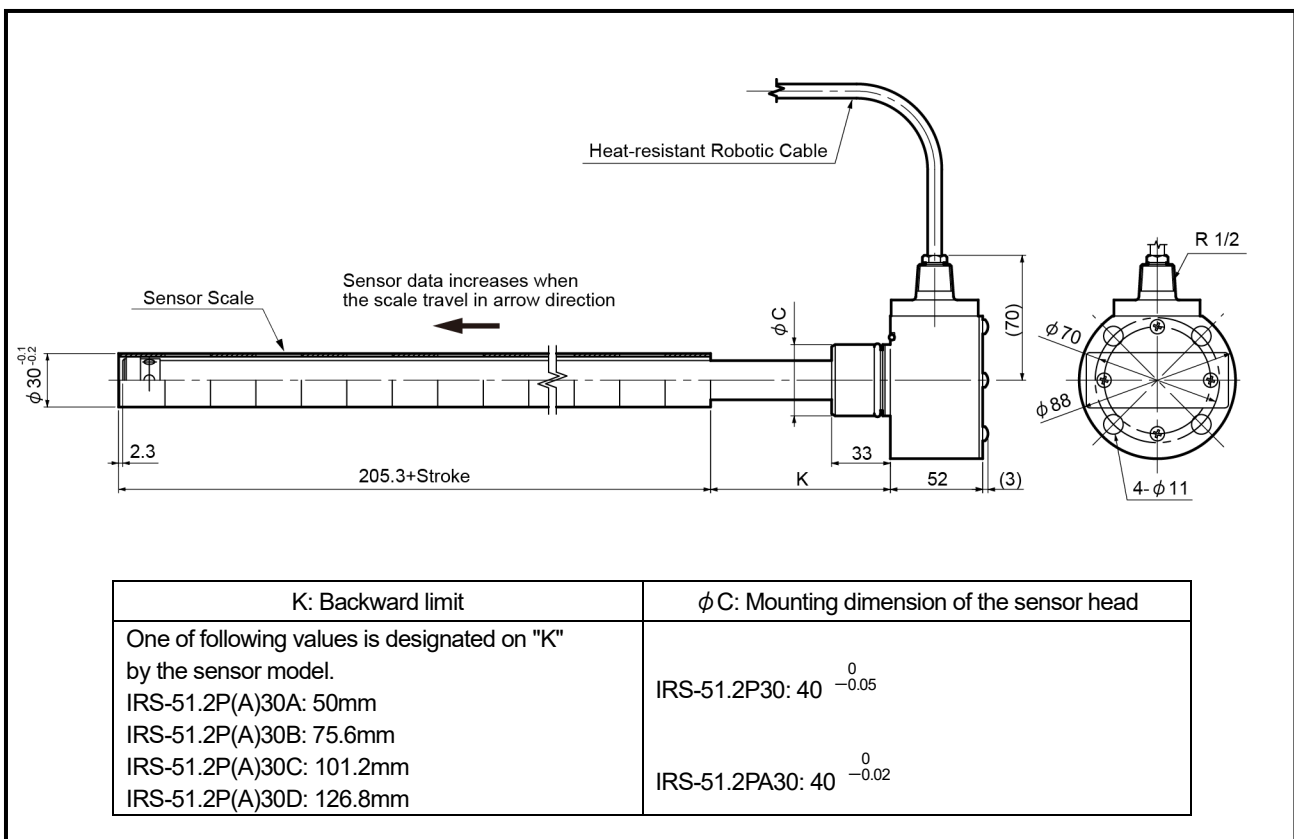 Heat-resistant Robotic Cable
R 1/2
Sensor data increases when
the scale travel in arrow direction
Sensor Scale
φC
(70)
φ70
φ30 -0.1
-0.2
φ88
2.3
33
205.3+Stroke
K
52
(3)
4-φ11
K: Backward limit
φC: Mounting dimension of the sensor head
One of following values is designated on "K"
by the sensor model.
IRS-51.2P(A)30A: 50mm
IRS-51.2P(A)30B: 75.6mm
IRS-51.2P(A)30C: 101.2mm
IRS-51.2P(A)30D: 126.8mm
IRS-51.2P30: 40 0
−0.05
IRS-51.2PA30: 40 0
−0.02